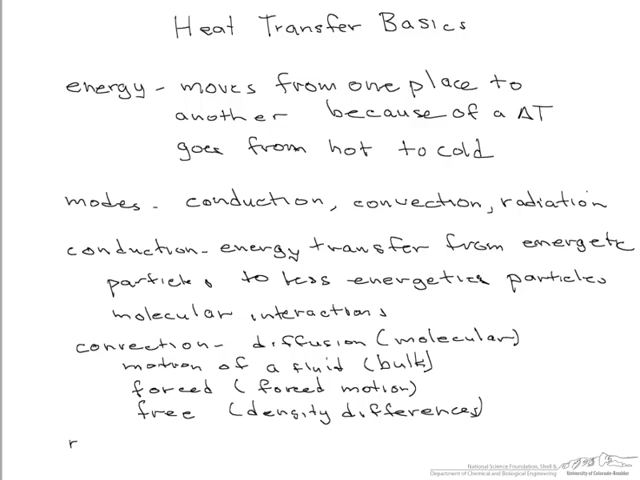 Heat Transfer Basics
energy - moves from one place to
another because of a ΔT
goes from hot to cold
modes - conduction, convection, radiation
conduction - energy transfer from energetic
particles to less energetic particles
molecular interactions
convection - diffusion (molecular)
motion of a fluid (bulk)
forced (forced motion)
free (density differences)
r
National Science Foundation, Shell &
Department of Chemical and Biological Engineering University of Colorado Boulder